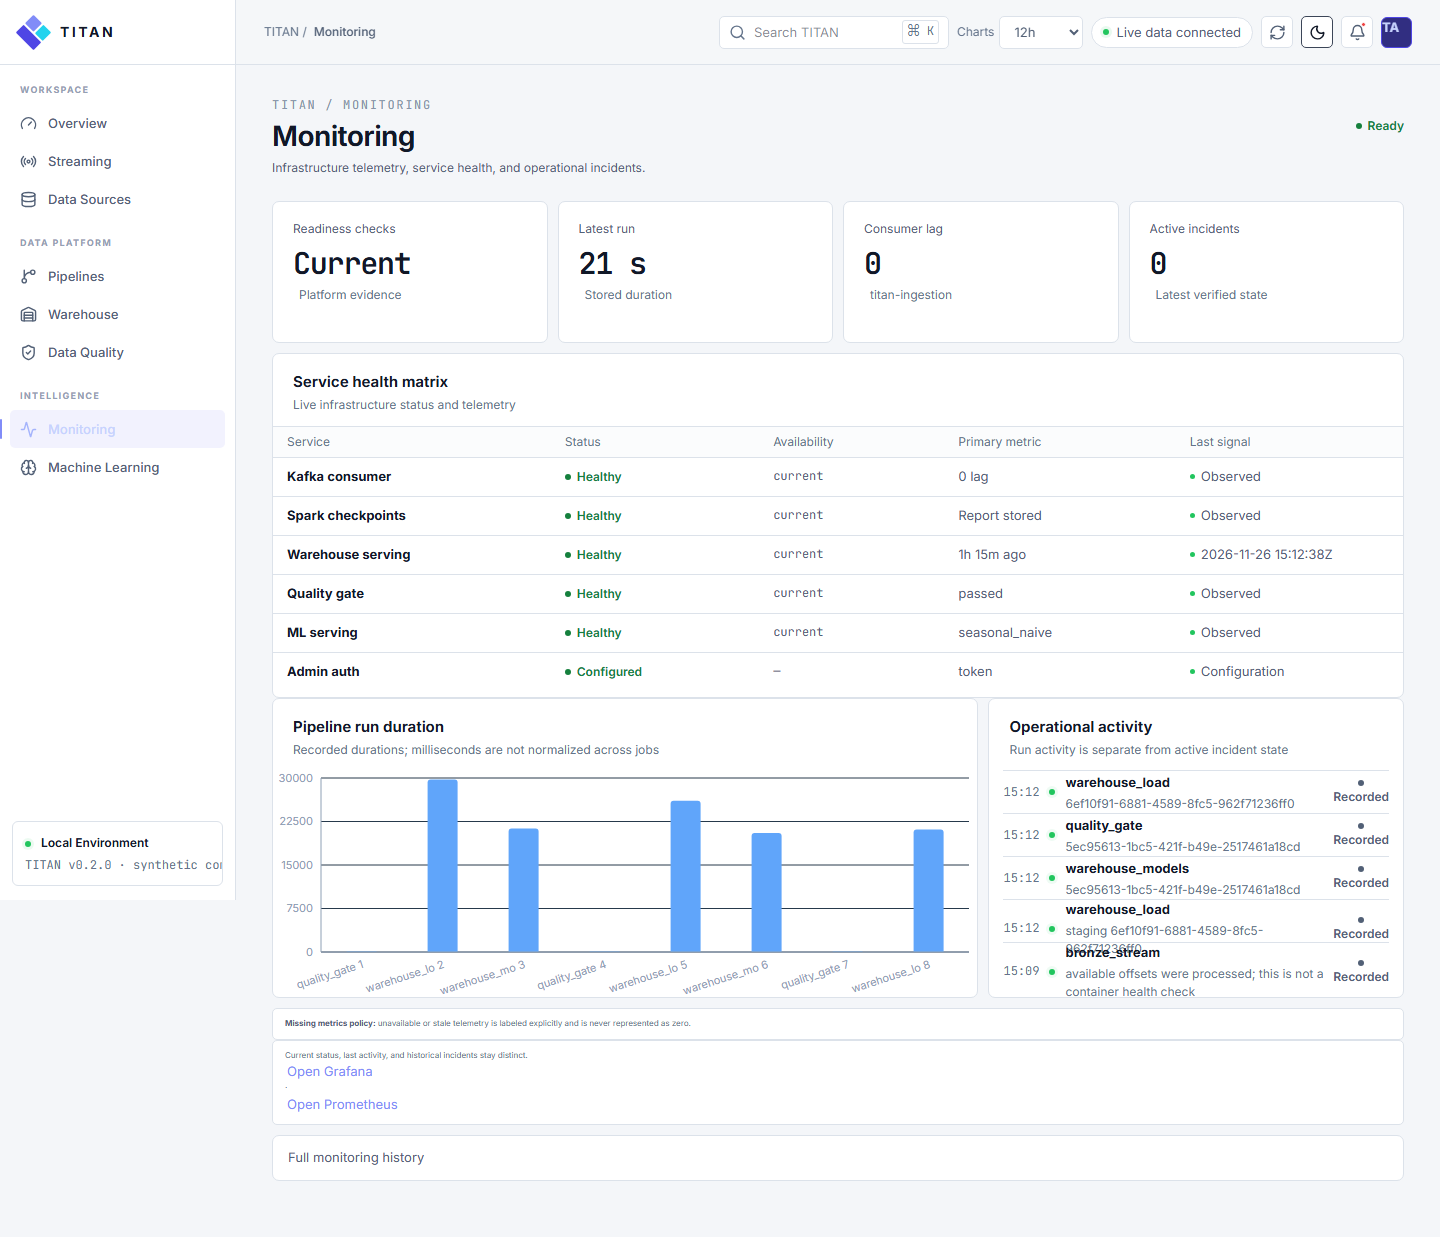 TITAN
TITAN / Monitoring
Search TITAN
⌘ K
Charts
12h
Live data connected
TA
WORKSPACE
Overview
Streaming
Data Sources
DATA PLATFORM
Pipelines
Warehouse
Data Quality
INTELLIGENCE
Monitoring
Machine Learning
Local Environment
TITAN v0.2.0 · synthetic co
TITAN / MONITORING
Monitoring
Infrastructure telemetry, service health, and operational incidents.
Ready
Readiness checks
Current
Platform evidence
Latest run
21 s
Stored duration
Consumer lag
0
titan-ingestion
Active incidents
0
Latest verified state
Service health matrix
Live infrastructure status and telemetry
Service Status Availability Primary metric Last signal
Kafka consumer Healthy current 0 lag Observed
Spark checkpoints Healthy current Report stored Observed
Warehouse serving Healthy current 1h 15m ago 2026-11-26 15:12:38Z
Quality gate Healthy current passed Observed
ML serving Healthy current seasonal_naive Observed
Admin auth Configured — token Configuration
Pipeline run duration
Recorded durations; milliseconds are not normalized across jobs
30000
22500
15000
7500
0
quality_gate 1
warehouse_lo 2
warehouse_mo 3
quality_gate 4
warehouse_lo 5
warehouse_mo 6
quality_gate 7
warehouse_lo 8
Operational activity
Run activity is separate from active incident state
15:12 warehouse_load
6ef10f91-6881-4589-8fc5-962f71236ff0
Recorded
15:12 quality_gate
5ec95613-1bc5-421f-b49e-2517461a18cd
Recorded
15:12 warehouse_models
5ec95613-1bc5-421f-b49e-2517461a18cd
Recorded
15:12 warehouse_load
staging 6ef10f91-6881-4589-8fc5-
962f71236ff0
Recorded
15:09 bronze_stream
available offsets were processed; this is not a
container health check
Recorded
Missing metrics policy: unavailable or stale telemetry is labeled explicitly and is never represented as zero.
Current status, last activity, and historical incidents stay distinct.
Open Grafana
·
Open Prometheus
Full monitoring history